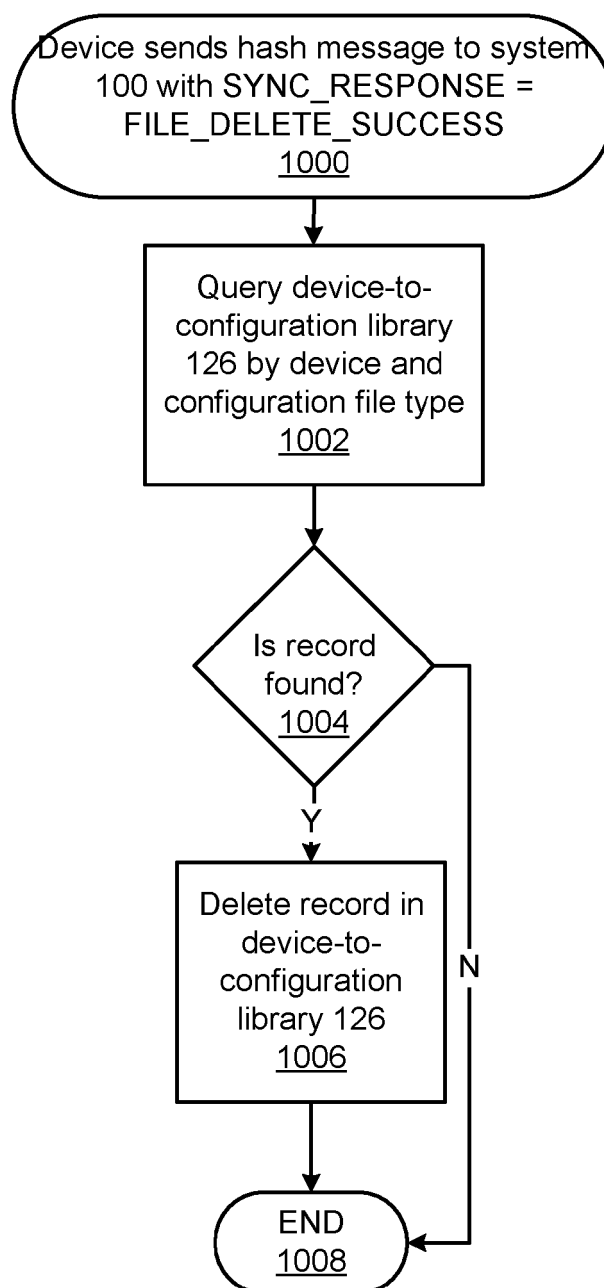 Device sends hash message to system
100 with SYNC_RESPONSE =
FILE_DELETE_SUCCESS
1000
Query device-to-
configuration library
126 by device and
configuration file type
1002
Is record
found?
1004
Y
N
Delete record in
device-to-
configuration
library 126
1006
END
1008